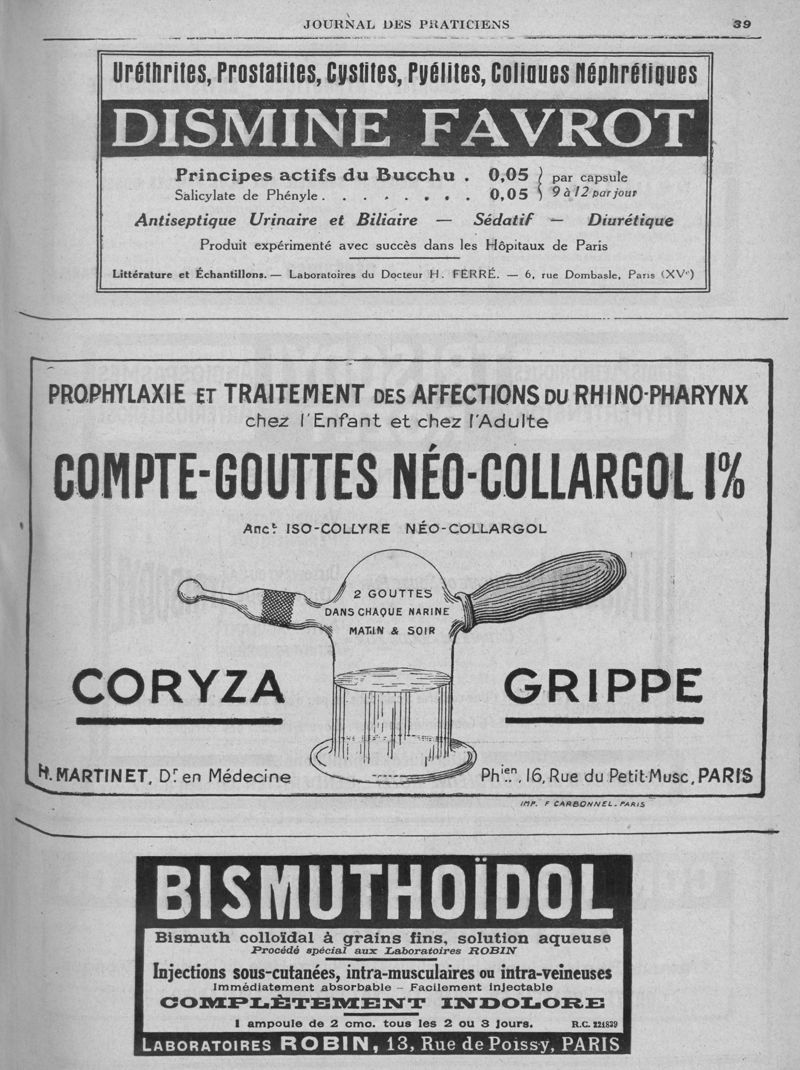 JOURNAL DES PRATICIENS 39
Uréthrites, Prostatites, Cystites, Pyélites, Coliques Néphrétiques
DISMINE FAVROT
Principes actifs du Bucchu . 0,05 } par capsule
Salicylate de Phényle . . . . . . . 0,05 } 9 à 12 par jour
Antiseptique Urinaire et Biliaire — Sédatif — Diurétique
Produit expérimenté avec succès dans les Hôpitaux de Paris
Littérature et Échantillons. — Laboratoires du Docteur H. FERRÉ. — 6, rue Dombasle, Paris (XVe)
PROPHYLAXIE ET TRAITEMENT DES AFFECTIONS DU RHINO-PHARYNX
chez l'Enfant et chez l'Adulte
COMPTE-GOUTTES NÉO-COLLARGOL 1%
Anct. ISO-COLLYRE NÉO-COLLARGOL
2 GOUTTES
DANS CHAQUE NARINE
MATIN & SOIR
CORYZA GRIPPE
H. MARTINET, Dr en Médecine Phien, 16, Rue du Petit-Musc, PARIS
IMP. F CARBONNEL. PARIS
BISMUTHOÏDOL
Bismuth colloïdal à grains fins, solution aqueuse
Procédé spécial aux Laboratoires ROBIN
Injections sous-cutanées, intra-musculaires ou intra-veineuses
Immédiatement absorbable – Facilement injectable
COMPLÈTEMENT INDOLORE
1 ampoule de 2 cmc. tous les 2 ou 3 jours. R.C. 221839
LABORATOIRES ROBIN, 13, Rue de Poissy, PARIS